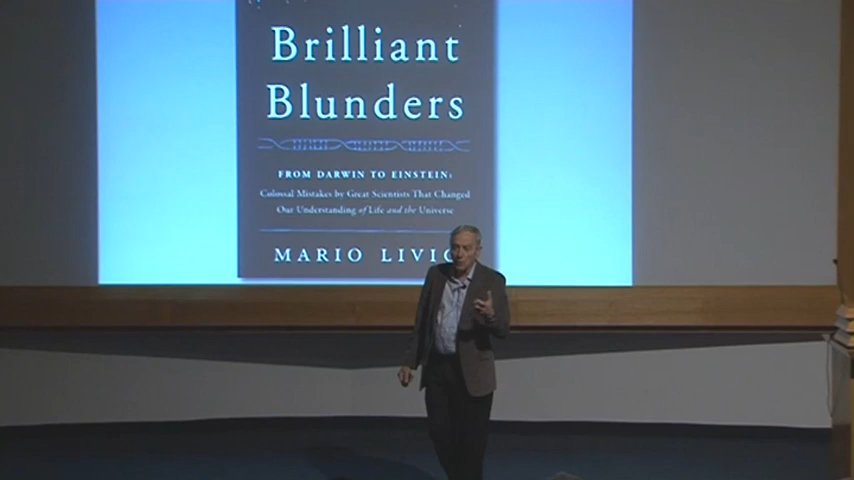 Brilliant
Blunders
FROM DARWIN TO EINSTEIN:
Colossal Mistakes by Great Scientists That Changed
Our Understanding of Life and the Universe
MARIO LIVIO